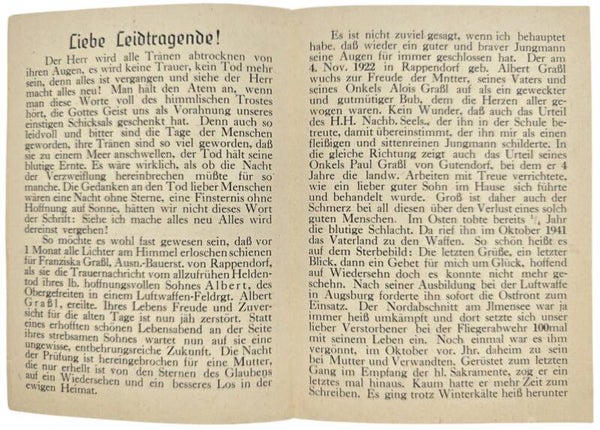 Liebe Leidtragende!
Der Herr wird alle Tränen abtrocknen von
ihren Augen, es wird keine Trauer, kein Tod mehr
sein, denn alles ist vergangen und siehe der Herr
macht alles neu! Man hält den Atem an, wenn
man diese Worte voll des himmlischen Trostes
hört, die Gottes Geist uns als Vorahnung unseres
einstigen Schicksals geschenkt hat. Denn auch so
leidvoll und bitter sind die Tage der Menschen
geworden, ihre Tränen sind so viel geworden, daß
sie zu einem Meer anschwellen, der Tod hält seine
blutige Ernte. Es wäre wirklich, als ob die Nacht
der Verzweiflung hereinbrechen müßte für so
manche. Die Gedanken an den Tod lieber Menschen
wären eine Nacht ohne Sterne, eine Finsternis ohne
Hoffnung auf Sonne, hätten wir nicht dieses Wort
der Schrift: Siehe ich mache alles neu Alles wird
dereinst vergehen!
So möchte es wohl fast gewesen sein, daß vor
1 Monat alle Lichter am Himmel erloschen schienen
für Franziska Graßl, Ausn.-Bauerst. von Rappendorf,
als sie die Trauernachricht vom allzufrühen Helden-
tod ihres lb. hoffnungsvollen Sohnes Albert, des
Obergefreiten in einem Luftwaffen-Feldrgt. Albert
Graßl, ereilte. Ihres Lebens Freude und Zuver
sicht für die alten Tage ist nun jäh zerstört. Statt
eines erhofften schönen Lebensabend an der Seite
ihres strebsamen Sohnes wartet nun auf sie eine
ungewisse, entbehrungsreiche Zukunft. Die Nacht
der Prüfung ist hereingebrochen für eine Mutter,
die nur erhellt ist von den Sternen des Glaubens
auf ein Wiedersehen und ein besseres Los in der
ewigen Heimat.
Es ist nicht zuviel gesagt, wenn ich behauptet
habe, daß wieder ein guter und braver Jungmann
seine Augen für immer geschlossen hat. Der am
4. Nov. 1922 in Rappendorf geb. Albert Graßl
wuchs zur Freude der Mntter, seines Vaters und
seines Onkels Alois Graßl auf als ein geweckter
und gutmütiger Bub, dem die Herzen aller ge-
wogen waren. Kein Wunder, daß auch das Urteil
des H.H. Nachb. Seels., der ihn in der Schule be-
treute, damit übereinstimmt, der ihn mir als einen
fleißigen und sittenreinen Jungmann schilderte. In
die gleiche Richtung zeigt auch das Urteil seines
Onkels Paul Graßl von Gutendorf, bei dem er 4
Jahre die landw. Arbeiten mit Treue verrichtete,
wie ein lieber guter Sohn im Hause sich führte
und behandelt wurde. Groß ist daher auch der
Schmerz bei all diesen über den Verlust eines solch
guten Menschen. Im Osten tobte bereits ¼ Jahr
die blutige Schlacht. Da rief ihn im Oktober 1941
das Vaterland zu den Waffen. So schön heißt es
auf dem Sterbebild: Die letzten Grüße, ein letzter
Blick, dann ein Gebet für mich um Glück, hoffend
auf Wiedersehn doch es konnte nicht mehr ge-
schehn. Nach seiner Ausbildung bei der Luftwaffe
in Augsburg forderte ihn sofort die Ostfront zum
Einsatz. Der Nordabschnitt am Jlmensee war ja
immer heiß umkämpft und dort setzte sich unser
lieber Verstorbener bei der Fliegerabwehr 100mal
mit seinem Leben ein. Noch einmal war es ihm
vergönnt, im Oktober vor. Jhr. daheim zu sein
bei Mutter und Verwandten. Gerüstet zum letzten
Gang im Empfang der hl. Sakramente, zog er ein
letztes mal hinaus. Kaum hatte er mehr Zeit zum
Schreiben. Es ging trotz Winterkälte heiß herunter